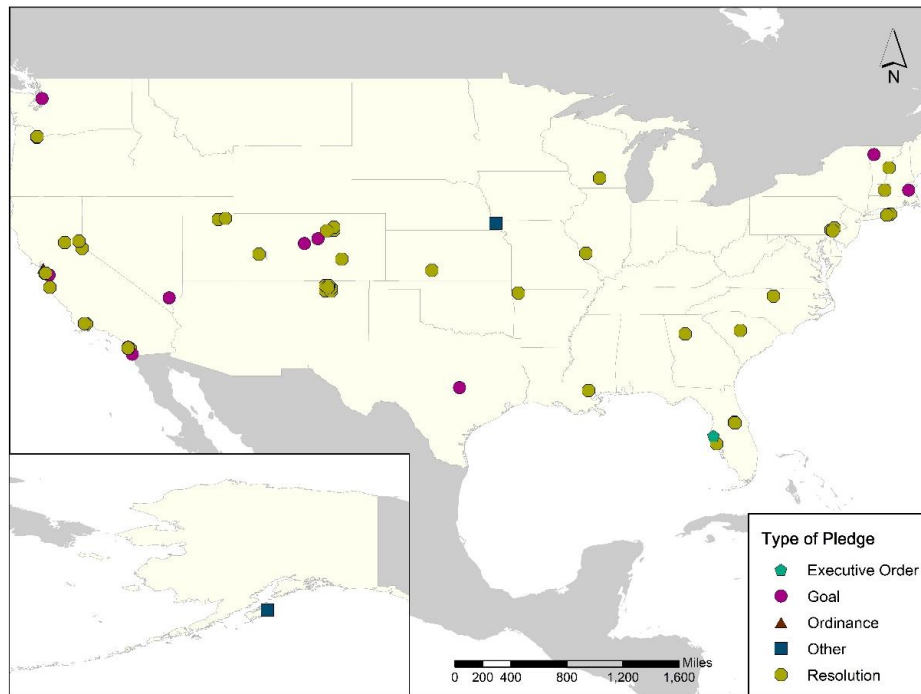 N
Type of Pledge
Executive Order
Goal
Ordinance
Other
Resolution
Miles
0 200 400 800 1,200 1,600